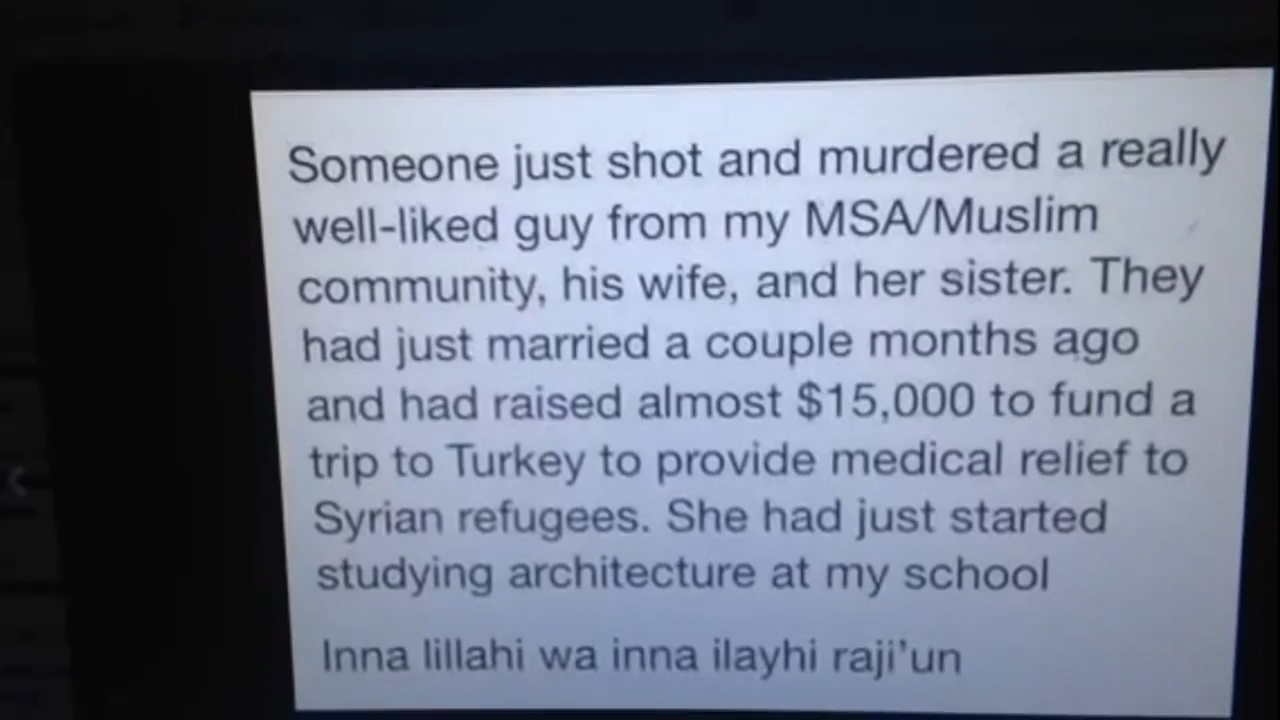 Someone just shot and murdered a really
well-liked guy from my MSA/Muslim
community, his wife, and her sister. They
had just married a couple months ago
and had raised almost $15,000 to fund a
trip to Turkey to provide medical relief to
Syrian refugees. She had just started
studying architecture at my school
Inna lillahi wa inna ilayhi raji'un